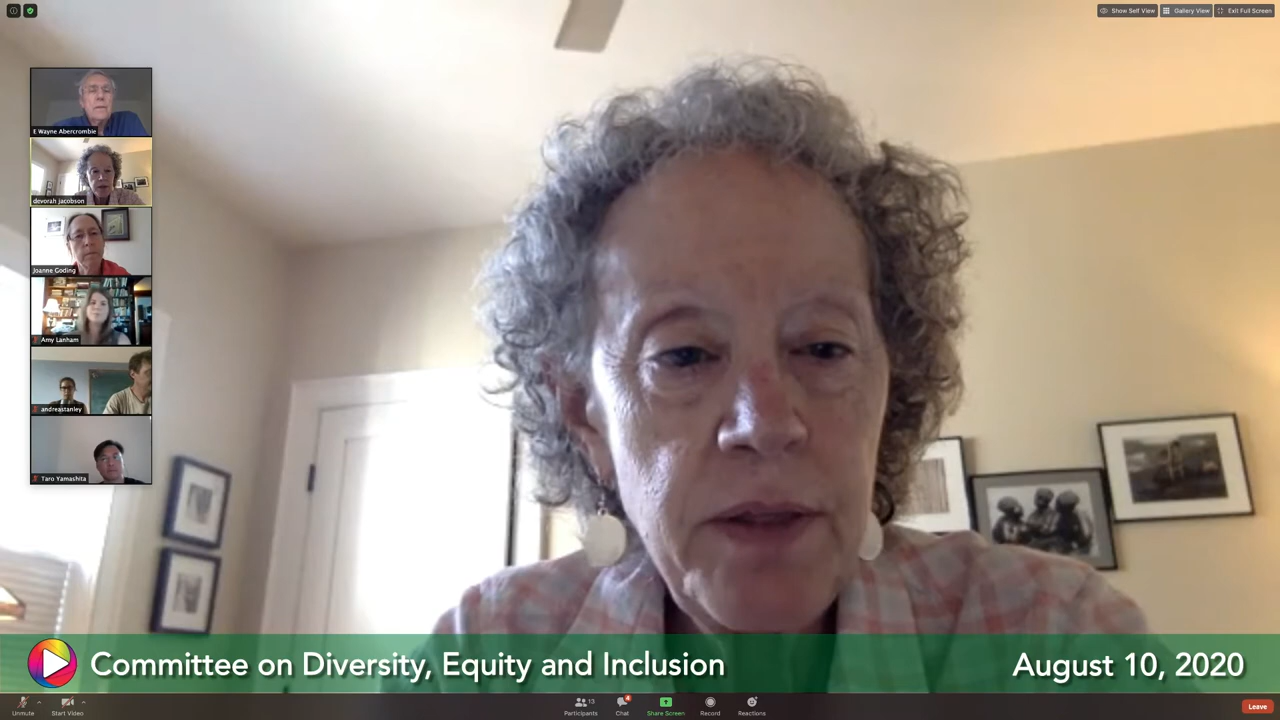 Show Self View
Gallery View
Exit Full Screen
E Wayne Abercrombie
devorah jacobson
Joanne Goding
Amy Lanham
andreastanley
Taro Yamashita
Committee on Diversity, Equity and Inclusion
August 10, 2020
Unmute
Start Video
Participants
13
Chat
4
Share Screen
Record
Reactions
Leave